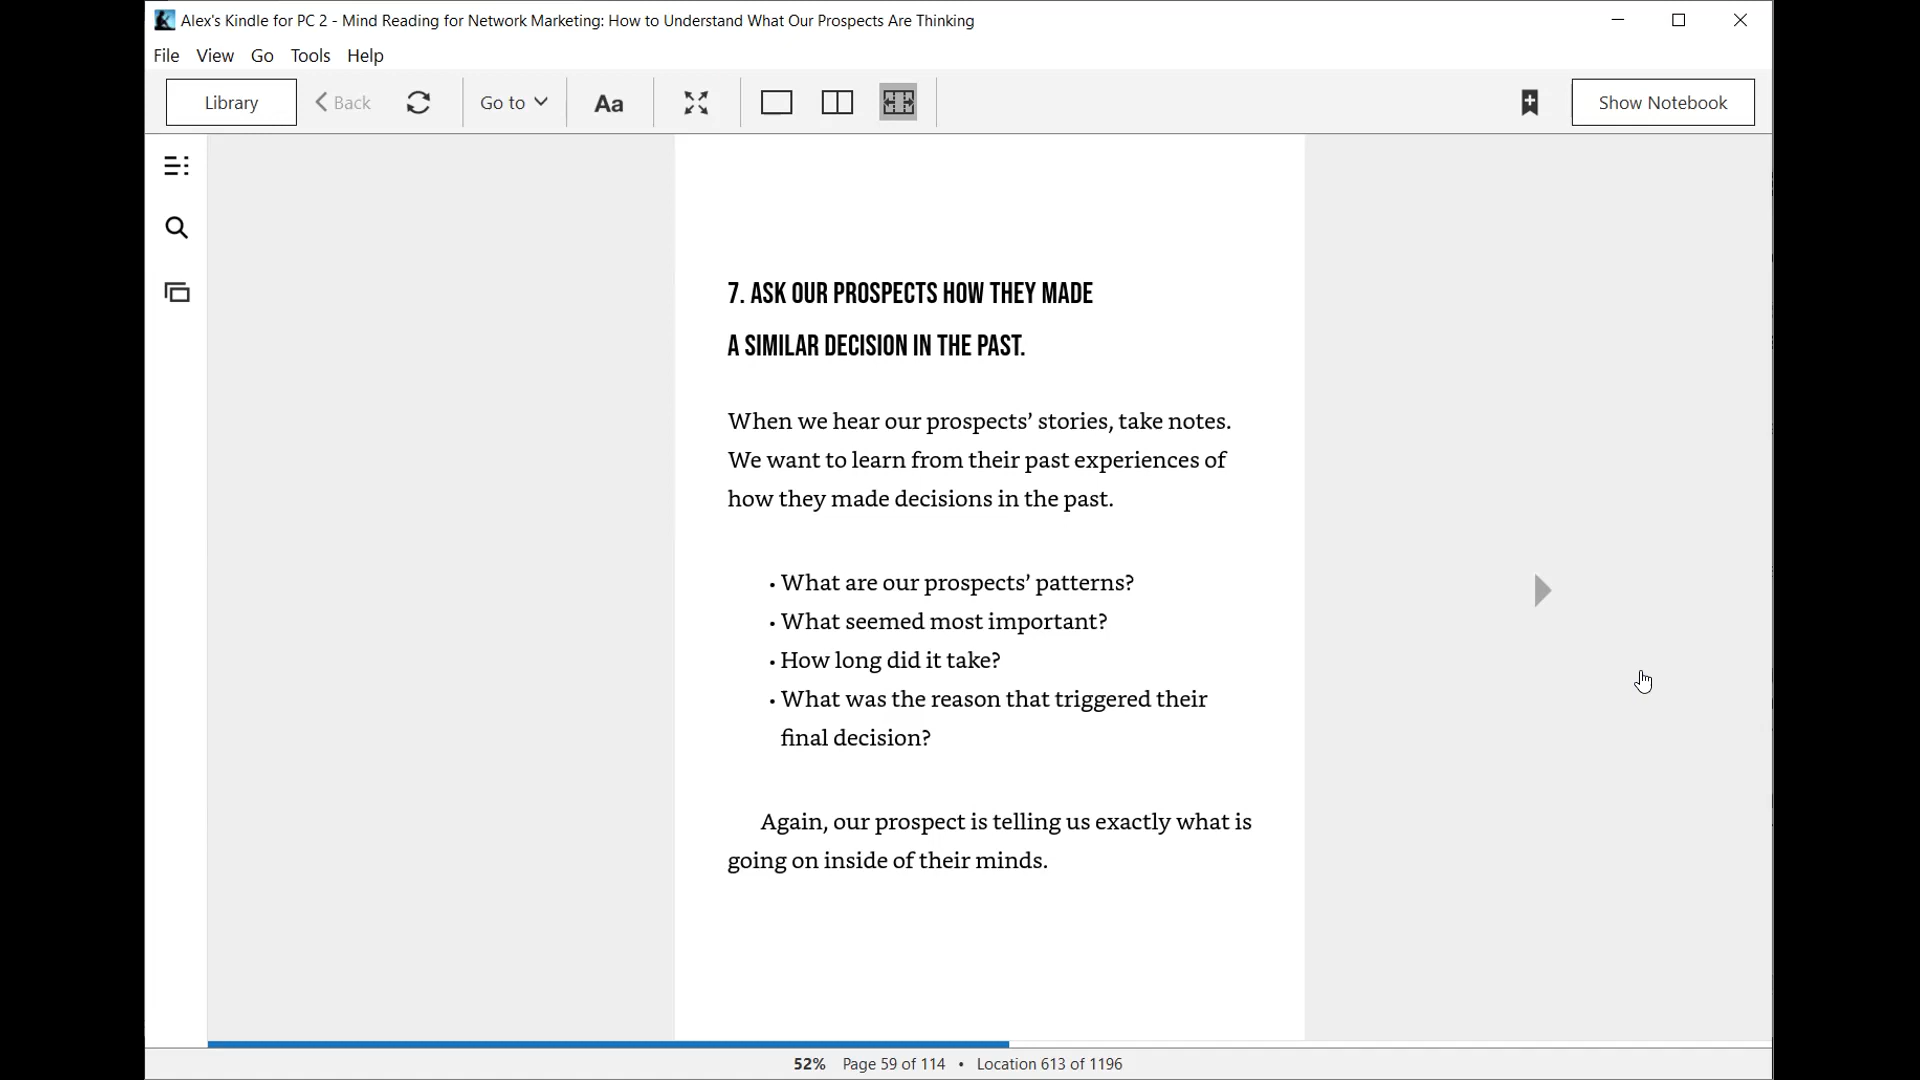 Alex's Kindle for PC 2 - Mind Reading for Network Marketing: How to Understand What Our Prospects Are Thinking
File View Go Tools Help
Library Back Go to Aa Show Notebook
7. ASK OUR PROSPECTS HOW THEY MADE
A SIMILAR DECISION IN THE PAST.
When we hear our prospects’ stories, take notes.
We want to learn from their past experiences of
how they made decisions in the past.
• What are our prospects’ patterns?
• What seemed most important?
• How long did it take?
• What was the reason that triggered their
final decision?
Again, our prospect is telling us exactly what is
going on inside of their minds.
52% Page 59 of 114 • Location 613 of 1196